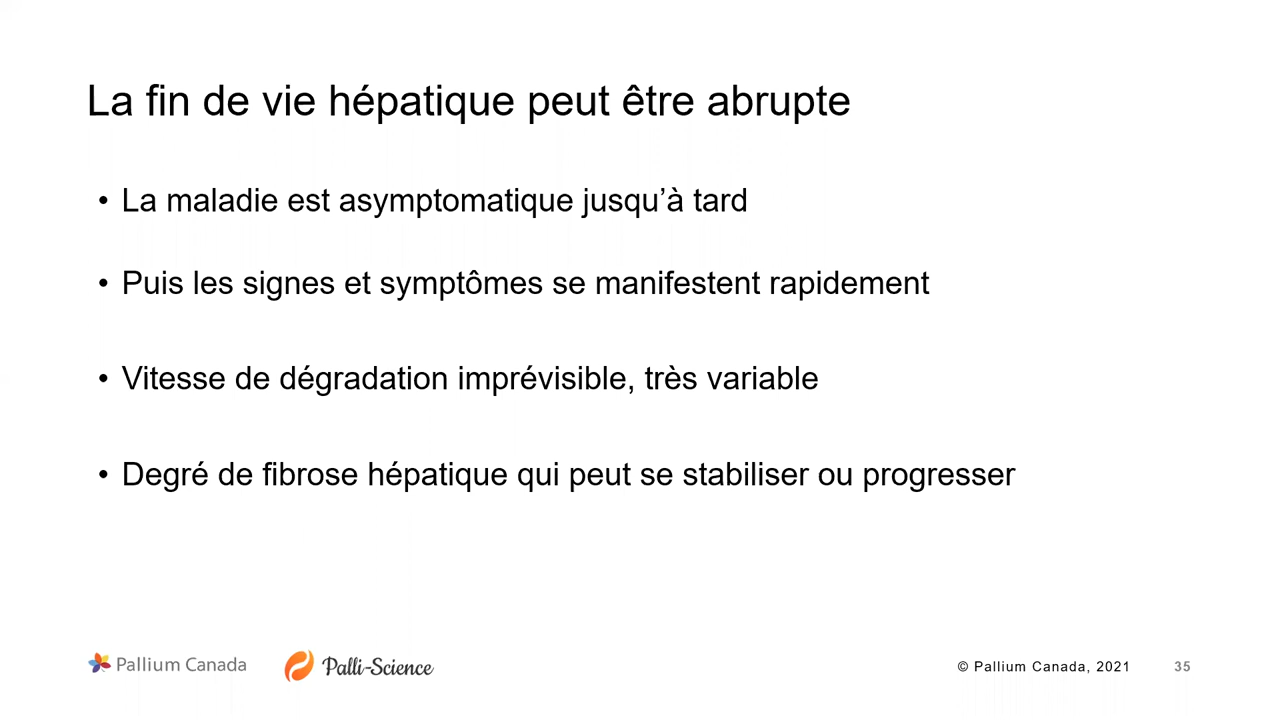 La fin de vie hépatique peut être abrupte
• La maladie est asymptomatique jusqu’à tard
• Puis les signes et symptômes se manifestent rapidement
• Vitesse de dégradation imprévisible, très variable
• Degré de fibrose hépatique qui peut se stabiliser ou progresser
Pallium Canada
Palli-Science
© Pallium Canada, 2021
35